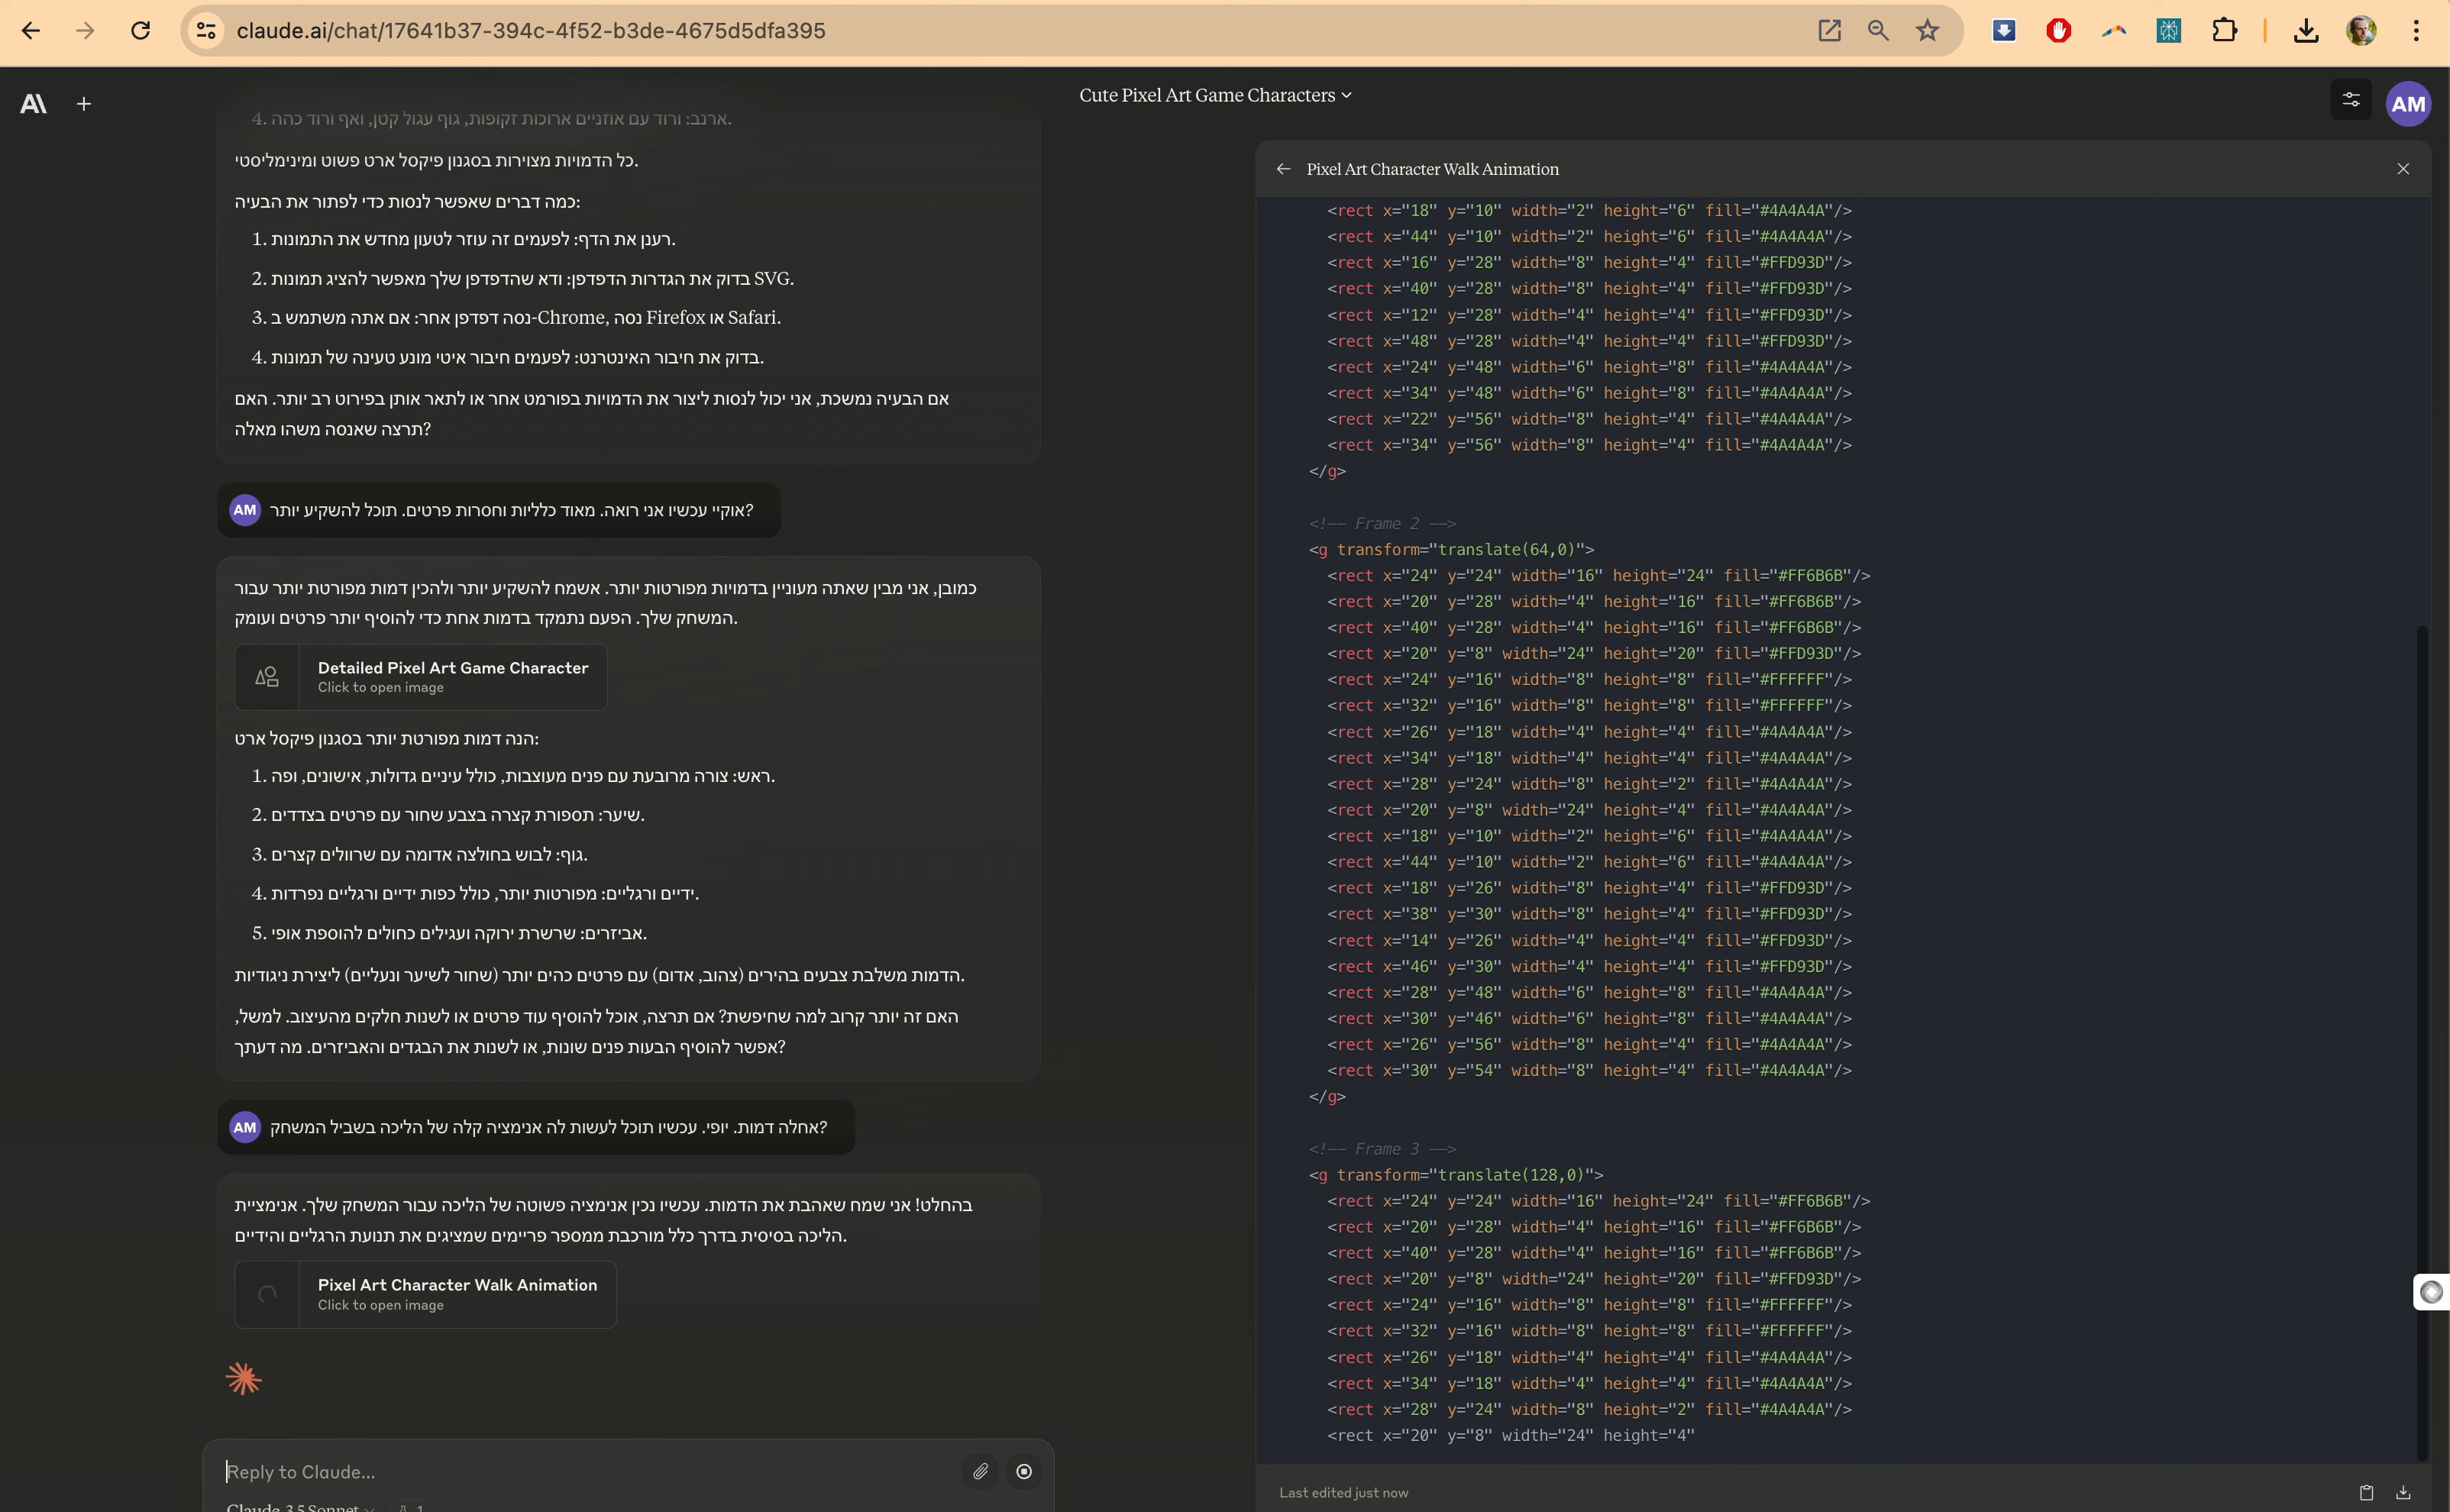 claude.ai/chat/17641b37-394c-4f52-b3de-4675d5dfa395
A\
+
Cute Pixel Art Game Characters
AM
4. ארנב: ורוד עם אוזניים ארוכות זקופות, גוף עגול קטן, ואף ורוד כהה.
כל הדמויות מצוירות בסגנון פיקסל ארט פשוט ומינימליסטי.
כמה דברים שאפשר לנסות כדי לפתור את הבעיה:
1. רענן את הדף: לפעמים זה עוזר לטעון מחדש את התמונות.
2. בדוק את הגדרות הדפדפן: ודא שהדפדפן שלך מאפשר להציג תמונות SVG.
3. נסה דפדפן אחר: אם אתה משתמש ב-Chrome, נסה Firefox או Safari.
4. בדוק את חיבור האינטרנט: לפעמים חיבור איטי מונע טעינה של תמונות.
אם הבעיה נמשכת, אני יכול לנסות ליצור את הדמויות בפורמט אחר או לתאר אותן בפירוט רב יותר. האם
תרצה שאנסה משהו מאלה?
AM אוקיי עכשיו אני רואה. מאוד כלליות וחסרות פרטים. תוכל להשקיע יותר?
כמובן, אני מבין שאתה מעוניין בדמויות מפורטות יותר. אשמח להשקיע יותר ולהכין דמות מפורטת יותר עבור
המשחק שלך. הפעם נתמקד בדמות אחת כדי להוסיף יותר פרטים ועומק.
Detailed Pixel Art Game Character
Click to open image
הנה דמות מפורטת יותר בסגנון פיקסל ארט:
1. ראש: צורה מרובעת עם פנים מעוצבות, כולל עיניים גדולות, אישונים, ופה.
2. שיער: תספורת קצרה בצבע שחור עם פרטים בצדדים.
3. גוף: לבוש בחולצה אדומה עם שרוולים קצרים.
4. ידיים ורגליים: מפורטות יותר, כולל כפות ידיים ורגליים נפרדות.
5. אביזרים: שרשרת ירוקה ועגילים כחולים להוספת אופי.
הדמות משלבת צבעים בהירים (צהוב, אדום) עם פרטים כהים יותר (שחור לשיער ונעליים) ליצירת ניגודיות.
האם זה יותר קרוב למה שחיפשת? אם תרצה, אוכל להוסיף עוד פרטים או לשנות חלקים מהעיצוב. למשל,
אפשר להוסיף הבעות פנים שונות, או לשנות את הבגדים והאביזרים. מה דעתך?
AM אחלה דמות. יופי. עכשיו תוכל לעשות לה אנימציה קלה של הליכה בשביל המשחק?
בהחלט! אני שמח שאהבת את הדמות. עכשיו נכין אנימציה פשוטה של הליכה עבור המשחק שלך. אנימציית
הליכה בסיסית בדרך כלל מורכבת ממספר פריימים שמציגים את תנועת הרגליים והידיים.
Pixel Art Character Walk Animation
Click to open image
Reply to Claude...
Claude 3.5 Sonnet
1
Pixel Art Character Walk Animation
<rect x="18" y="10" width="2" height="6" fill="#4A4A4A"/>
<rect x="44" y="10" width="2" height="6" fill="#4A4A4A"/>
<rect x="16" y="28" width="8" height="4" fill="#FFD93D"/>
<rect x="40" y="28" width="8" height="4" fill="#FFD93D"/>
<rect x="12" y="28" width="4" height="4" fill="#FFD93D"/>
<rect x="48" y="28" width="4" height="4" fill="#FFD93D"/>
<rect x="24" y="48" width="6" height="8" fill="#4A4A4A"/>
<rect x="34" y="48" width="6" height="8" fill="#4A4A4A"/>
<rect x="22" y="56" width="8" height="4" fill="#4A4A4A"/>
<rect x="34" y="56" width="8" height="4" fill="#4A4A4A"/>
</g>
<!-- Frame 2 -->
<g transform="translate(64,0)">
<rect x="24" y="24" width="16" height="24" fill="#FF6B6B"/>
<rect x="20" y="28" width="4" height="16" fill="#FF6B6B"/>
<rect x="40" y="28" width="4" height="16" fill="#FF6B6B"/>
<rect x="20" y="8" width="24" height="20" fill="#FFD93D"/>
<rect x="24" y="16" width="8" height="8" fill="#FFFFFF"/>
<rect x="32" y="16" width="8" height="8" fill="#FFFFFF"/>
<rect x="26" y="18" width="4" height="4" fill="#4A4A4A"/>
<rect x="34" y="18" width="4" height="4" fill="#4A4A4A"/>
<rect x="28" y="24" width="8" height="2" fill="#4A4A4A"/>
<rect x="20" y="8" width="24" height="4" fill="#4A4A4A"/>
<rect x="18" y="10" width="2" height="6" fill="#4A4A4A"/>
<rect x="44" y="10" width="2" height="6" fill="#4A4A4A"/>
<rect x="18" y="26" width="8" height="4" fill="#FFD93D"/>
<rect x="38" y="30" width="8" height="4" fill="#FFD93D"/>
<rect x="14" y="26" width="4" height="4" fill="#FFD93D"/>
<rect x="46" y="30" width="4" height="4" fill="#FFD93D"/>
<rect x="28" y="48" width="6" height="8" fill="#4A4A4A"/>
<rect x="30" y="46" width="6" height="8" fill="#4A4A4A"/>
<rect x="26" y="56" width="8" height="4" fill="#4A4A4A"/>
<rect x="30" y="54" width="8" height="4" fill="#4A4A4A"/>
</g>
<!-- Frame 3 -->
<g transform="translate(128,0)">
<rect x="24" y="24" width="16" height="24" fill="#FF6B6B"/>
<rect x="20" y="28" width="4" height="16" fill="#FF6B6B"/>
<rect x="40" y="28" width="4" height="16" fill="#FF6B6B"/>
<rect x="20" y="8" width="24" height="20" fill="#FFD93D"/>
<rect x="24" y="16" width="8" height="8" fill="#FFFFFF"/>
<rect x="32" y="16" width="8" height="8" fill="#FFFFFF"/>
<rect x="26" y="18" width="4" height="4" fill="#4A4A4A"/>
<rect x="34" y="18" width="4" height="4" fill="#4A4A4A"/>
<rect x="28" y="24" width="8" height="2" fill="#4A4A4A"/>
<rect x="20" y="8" width="24" height="4"
Last edited just now